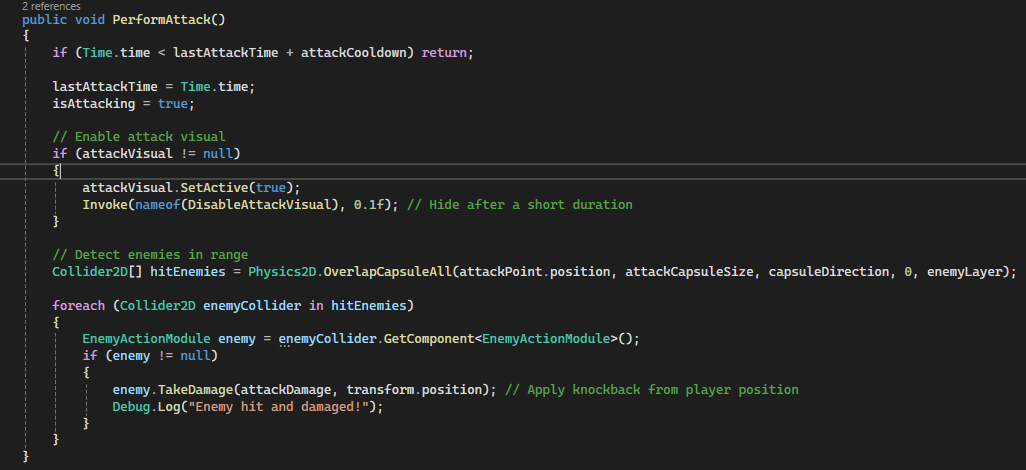 2 references
public void PerformAttack()
{
if (Time.time < lastAttackTime + attackCooldown) return;
lastAttackTime = Time.time;
isAttacking = true;
// Enable attack visual
if (attackVisual != null)
{
attackVisual.SetActive(true);
Invoke(nameof(DisableAttackVisual), 0.1f); // Hide after a short duration
}
// Detect enemies in range
Collider2D[] hitEnemies = Physics2D.OverlapCapsuleAll(attackPoint.position, attackCapsuleSize, capsuleDirection, 0, enemyLayer);
foreach (Collider2D enemyCollider in hitEnemies)
{
EnemyActionModule enemy = enemyCollider.GetComponent<EnemyActionModule>();
if (enemy != null)
{
enemy.TakeDamage(attackDamage, transform.position); // Apply knockback from player position
Debug.Log("Enemy hit and damaged!");
}
}
}